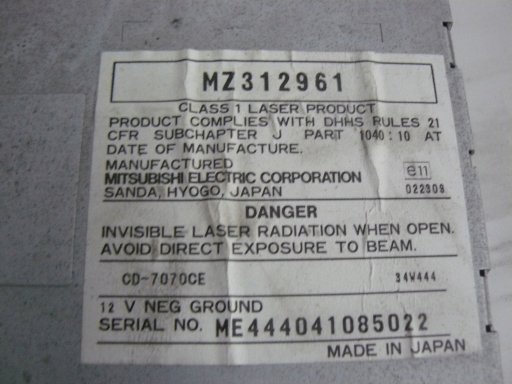 MZ312961
CLASS 1 LASER PRODUCT
PRODUCT COMPLIES WITH DHHS RULES 21
CFR SUBCHAPTER J PART 1040:10 AT
DATE OF MANUFACTURE.
MANUFACTURED
MITSUBISHI ELECTRIC CORPORATION e11
SANDA, HYOGO, JAPAN 022308
DANGER
INVISIBLE LASER RADIATION WHEN OPEN.
AVOID DIRECT EXPOSURE TO BEAM.
CD-7070CE 34W444
12 V NEG GROUND
SERIAL NO. ME444041085022
MADE IN JAPAN